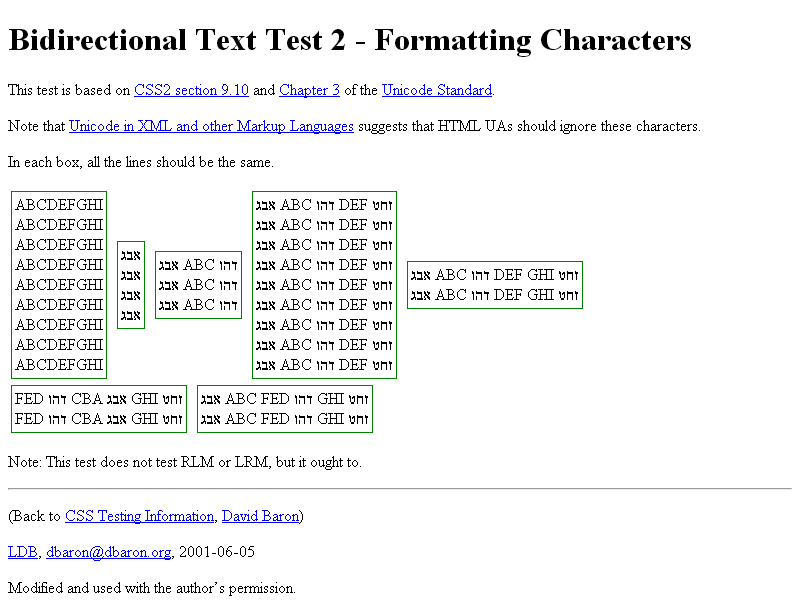 Bidirectional Text Test 2 - Formatting Characters
This test is based on CSS2 section 9.10 and Chapter 3 of the Unicode Standard.
Note that Unicode in XML and other Markup Languages suggests that HTML UAs should ignore these characters.
In each box, all the lines should be the same.
ABCDEFGHI
ABCDEFGHI
ABCDEFGHI
ABCDEFGHI
ABCDEFGHI
ABCDEFGHI
ABCDEFGHI
ABCDEFGHI
ABCDEFGHI
אבג
אבג
אבג
אבג
אבג ABC דהו
אבג ABC דהו
אבג ABC דהו
אבג ABC דהו DEF זחט
אבג ABC דהו DEF זחט
אבג ABC דהו DEF זחט
אבג ABC דהו DEF זחט
אבג ABC דהו DEF זחט
אבג ABC דהו DEF זחט
אבג ABC דהו DEF זחט
אבג ABC דהו DEF זחט
אבג ABC דהו DEF זחט
אבג ABC דהו DEF GHI זחט
אבג ABC דהו DEF GHI זחט
FED דהו CBA אבג GHI זחט
FED דהו CBA אבג GHI זחט
אבג ABC FED דהו GHI זחט
אבג ABC FED דהו GHI זחט
Note: This test does not test RLM or LRM, but it ought to.
(Back to CSS Testing Information, David Baron)
LDB, dbaron@dbaron.org, 2001-06-05
Modified and used with the author’s permission.